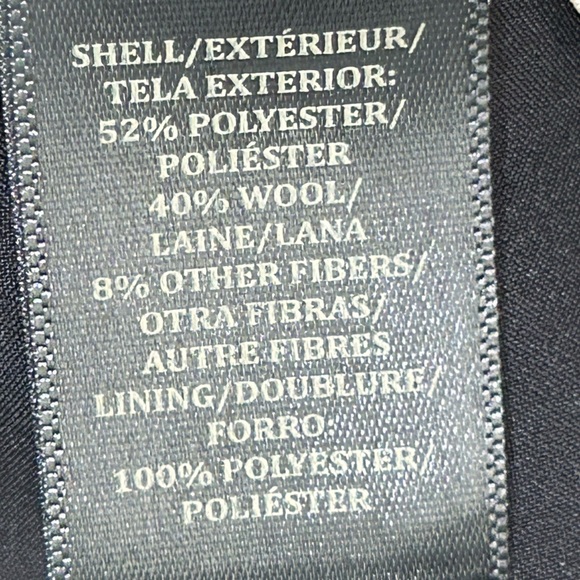 SHELL/EXTÉRIEUR/
TELA EXTERIOR:
52% POLYESTER/
POLIÉSTER
40% WOOL/
LAINE/LANA
8% OTHER FIBERS/
OTRA FIBRAS/
AUTRE FIBRES
LINING/DOUBLURE/
FORRO:
100% POLYESTER/
POLIÉSTER